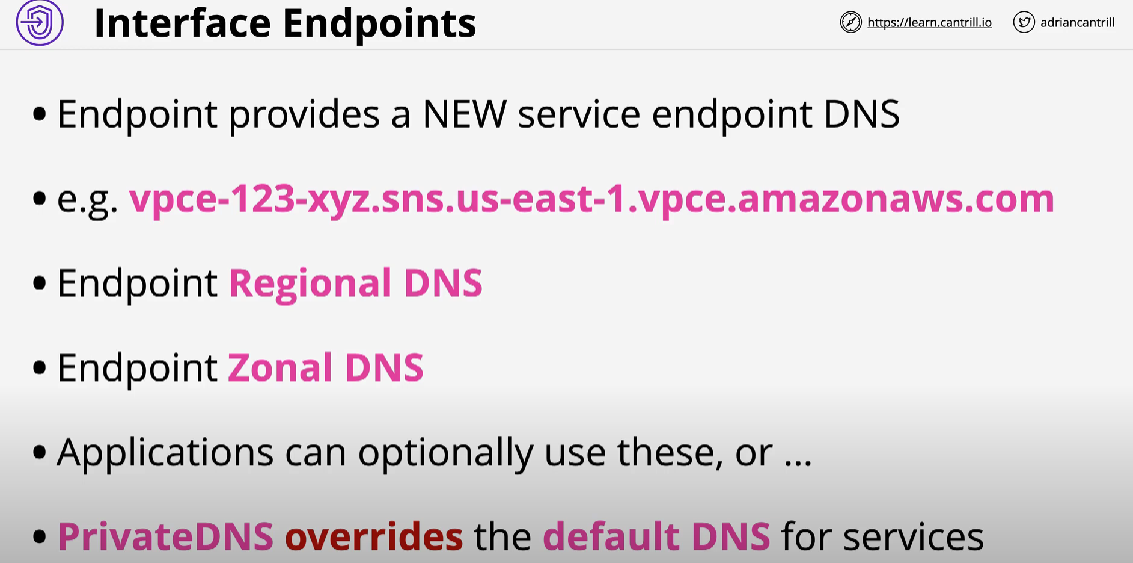 Interface Endpoints
https://learn.cantrill.io
adriancantrill
• Endpoint provides a NEW service endpoint DNS
• e.g. vpce-123-xyz.sns.us-east-1.vpce.amazonaws.com
• Endpoint Regional DNS
• Endpoint Zonal DNS
• Applications can optionally use these, or ...
• PrivateDNS overrides the default DNS for services